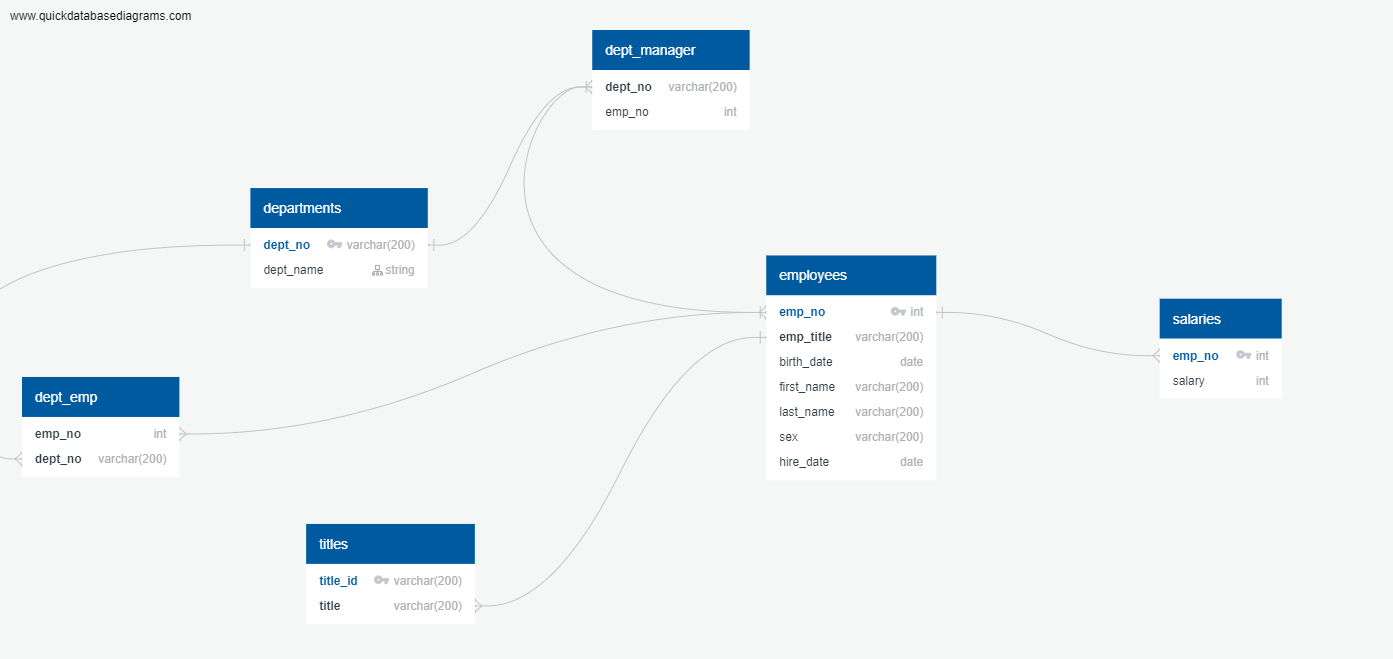 www.quickdatabasediagrams.com
dept_manager
dept_no varchar(200)
emp_no int
departments
dept_no varchar(200)
dept_name string
employees
emp_no int
emp_title varchar(200)
birth_date date
first_name varchar(200)
last_name varchar(200)
sex varchar(200)
hire_date date
salaries
emp_no int
salary int
dept_emp
emp_no int
dept_no varchar(200)
titles
title_id varchar(200)
title varchar(200)